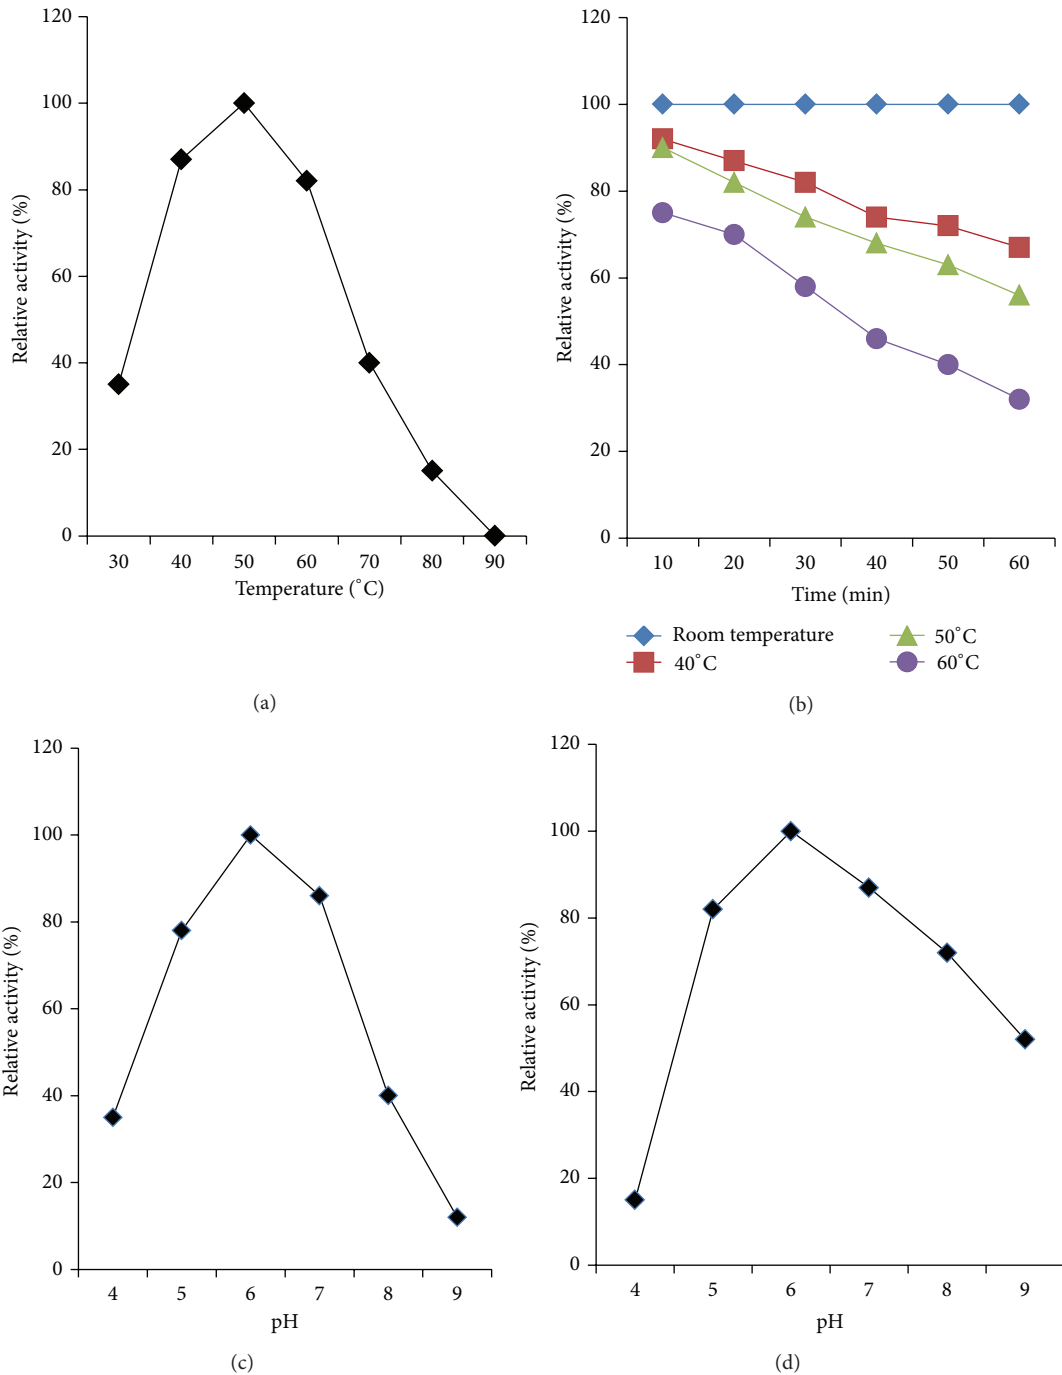 120
100
80
60
40
20
0
Relative activity (%)
30 40 50 60 70 80 90
Temperature (°C)
(a)
120
100
80
60
40
20
0
Relative activity (%)
10 20 30 40 50 60
Time (min)
Room temperature
40°C
50°C
60°C
(b)
120
100
80
60
40
20
0
Relative activity (%)
4 5 6 7 8 9
pH
(c)
120
100
80
60
40
20
0
Relative activity (%)
4 5 6 7 8 9
pH
(d)